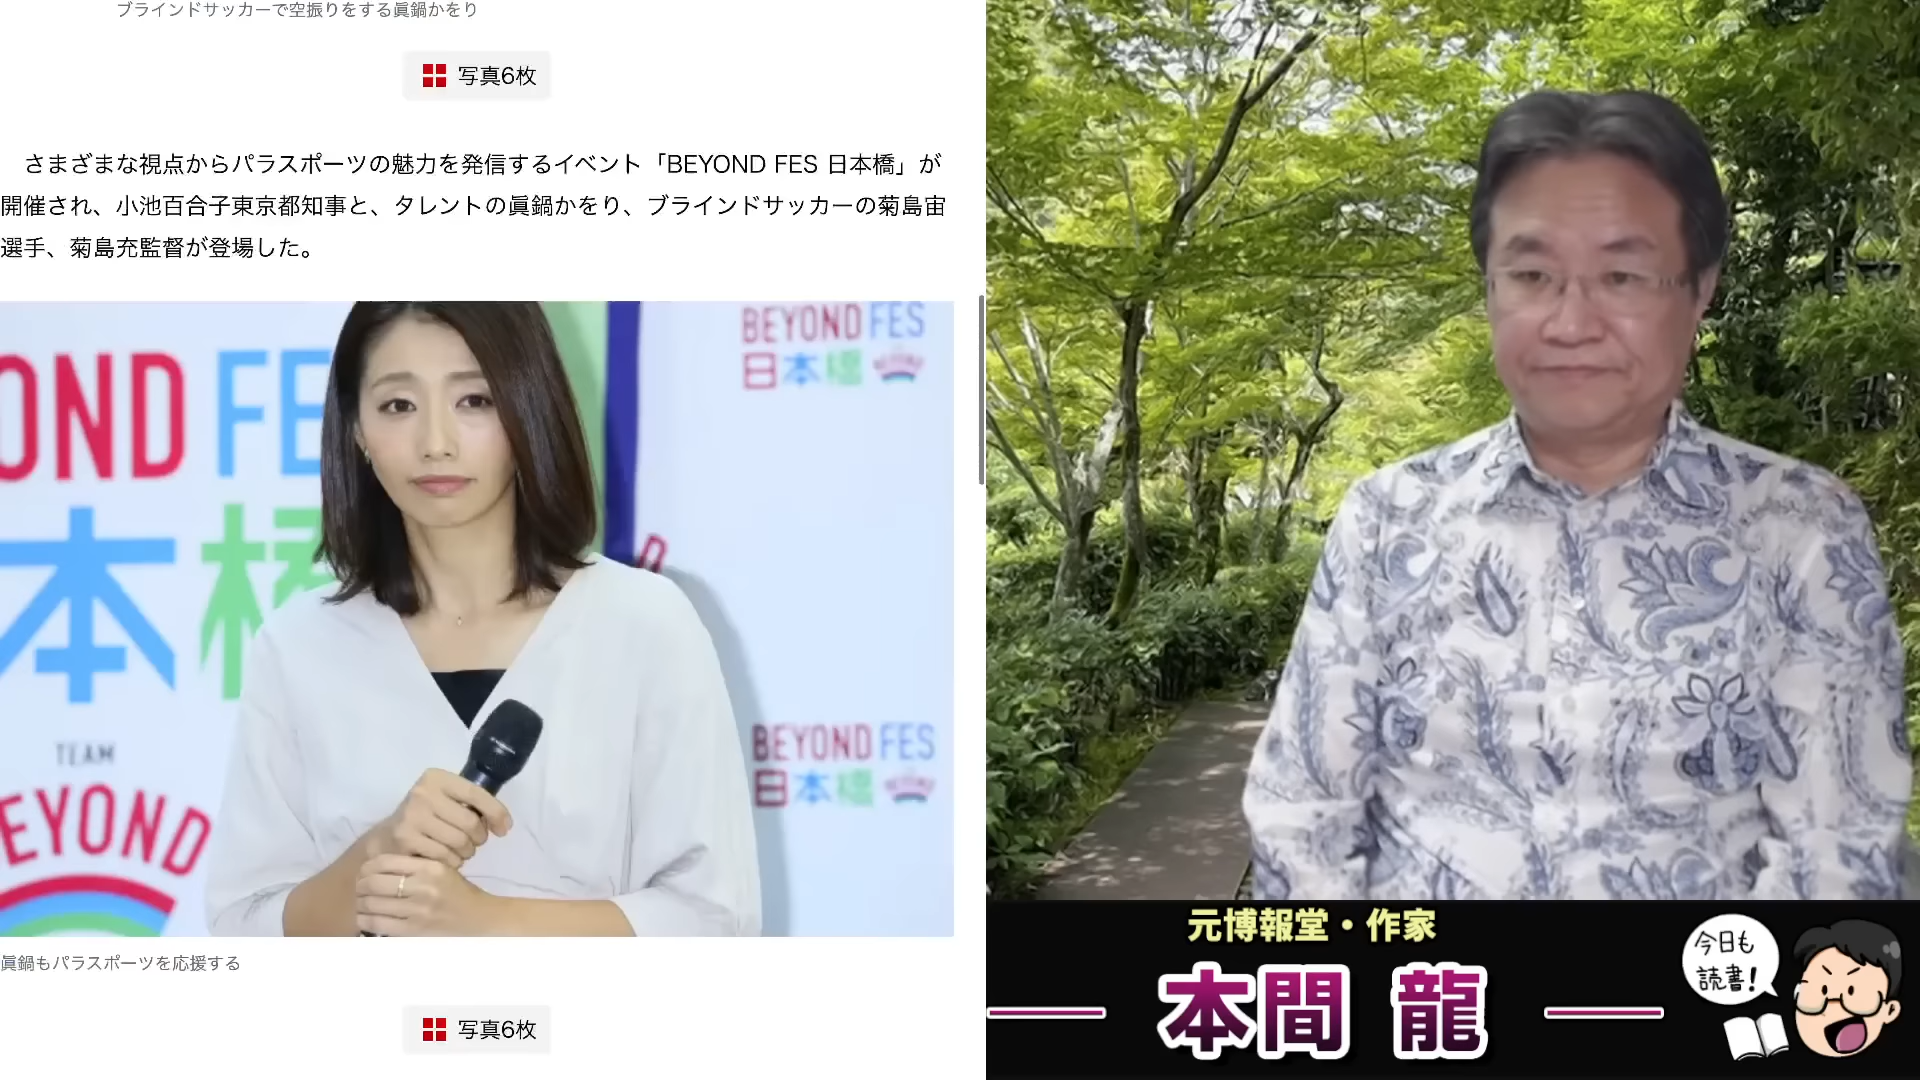 ブラインドサッカーで空振りをする眞鍋かをり
写真6枚
さまざまな視点からパラスポーツの魅力を発信するイベント「BEYOND FES 日本橋」が
開催され、小池百合子東京都知事と、タレントの眞鍋かをり、ブラインドサッカーの菊島宙
選手、菊島充監督が登場した。
BEYOND FES
日本橋
OND FE
本橋
TEAM
BEYOND
BEYOND FES
日本橋
眞鍋もパラスポーツを応援する
写真6枚
元博報堂・作家
本間 龍
今日も
読書!